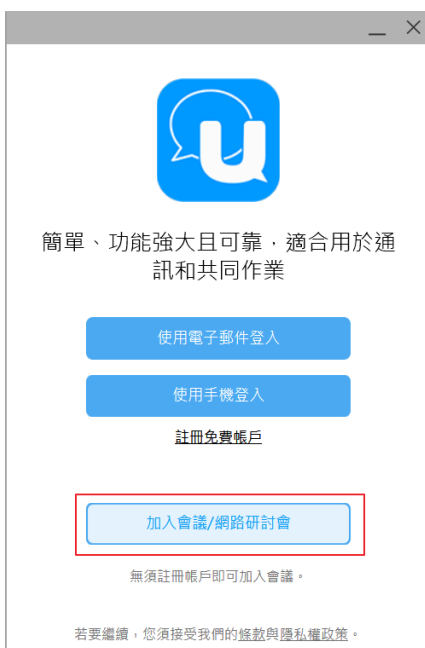 U
簡單、功能強大且可靠，適合用於通
訊和共同作業
使用電子郵件登入
使用手機登入
註冊免費帳戶
加入會議/網路研討會
無須註冊帳戶即可加入會議。
若要繼續，您須接受我們的條款與隱私權政策。